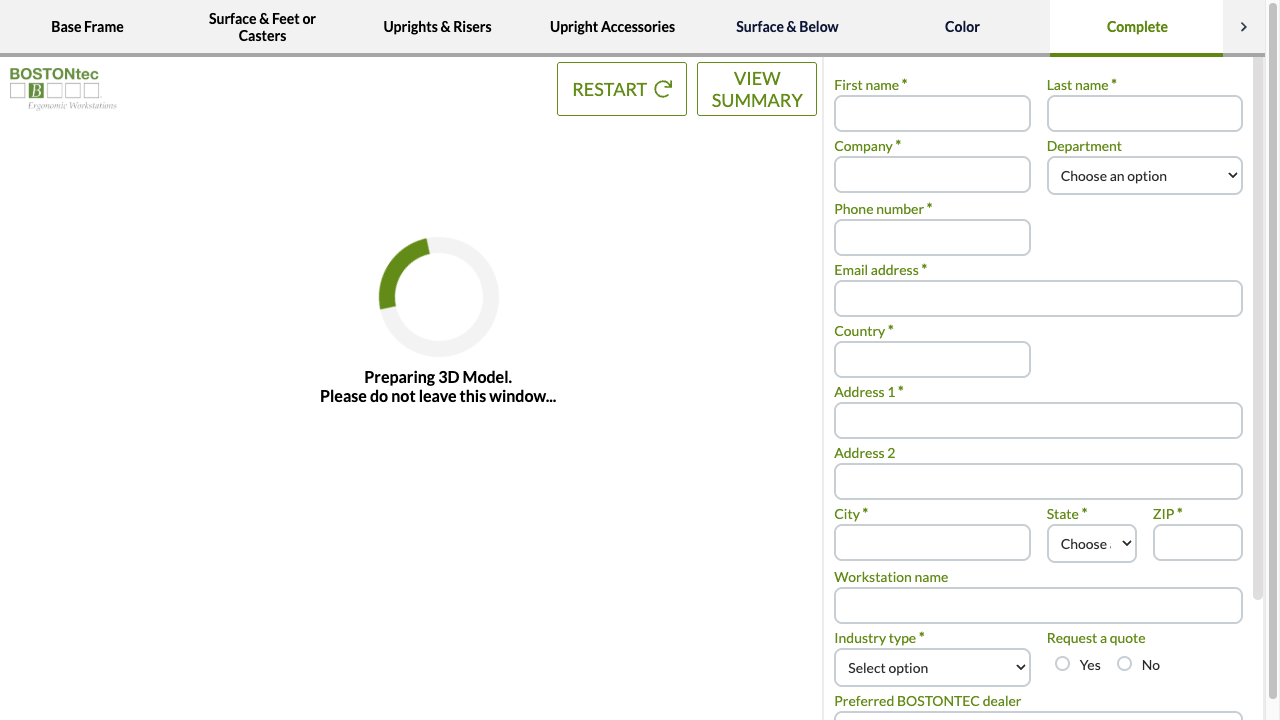 Base Frame
Surface & Feet or
Casters
Uprights & Risers
Upright Accessories
Surface & Below
Color
Complete
BOSTONtec
B
Ergonomic Workstations
RESTART
VIEW
SUMMARY
Preparing 3D Model.
Please do not leave this window...
First name *
Last name *
Company *
Department
Choose an option
Phone number *
Email address *
Country *
Address 1 *
Address 2
City *
State *
ZIP *
Choose
Workstation name
Industry type *
Request a quote
Select option
Yes
No
Preferred BOSTONTEC dealer